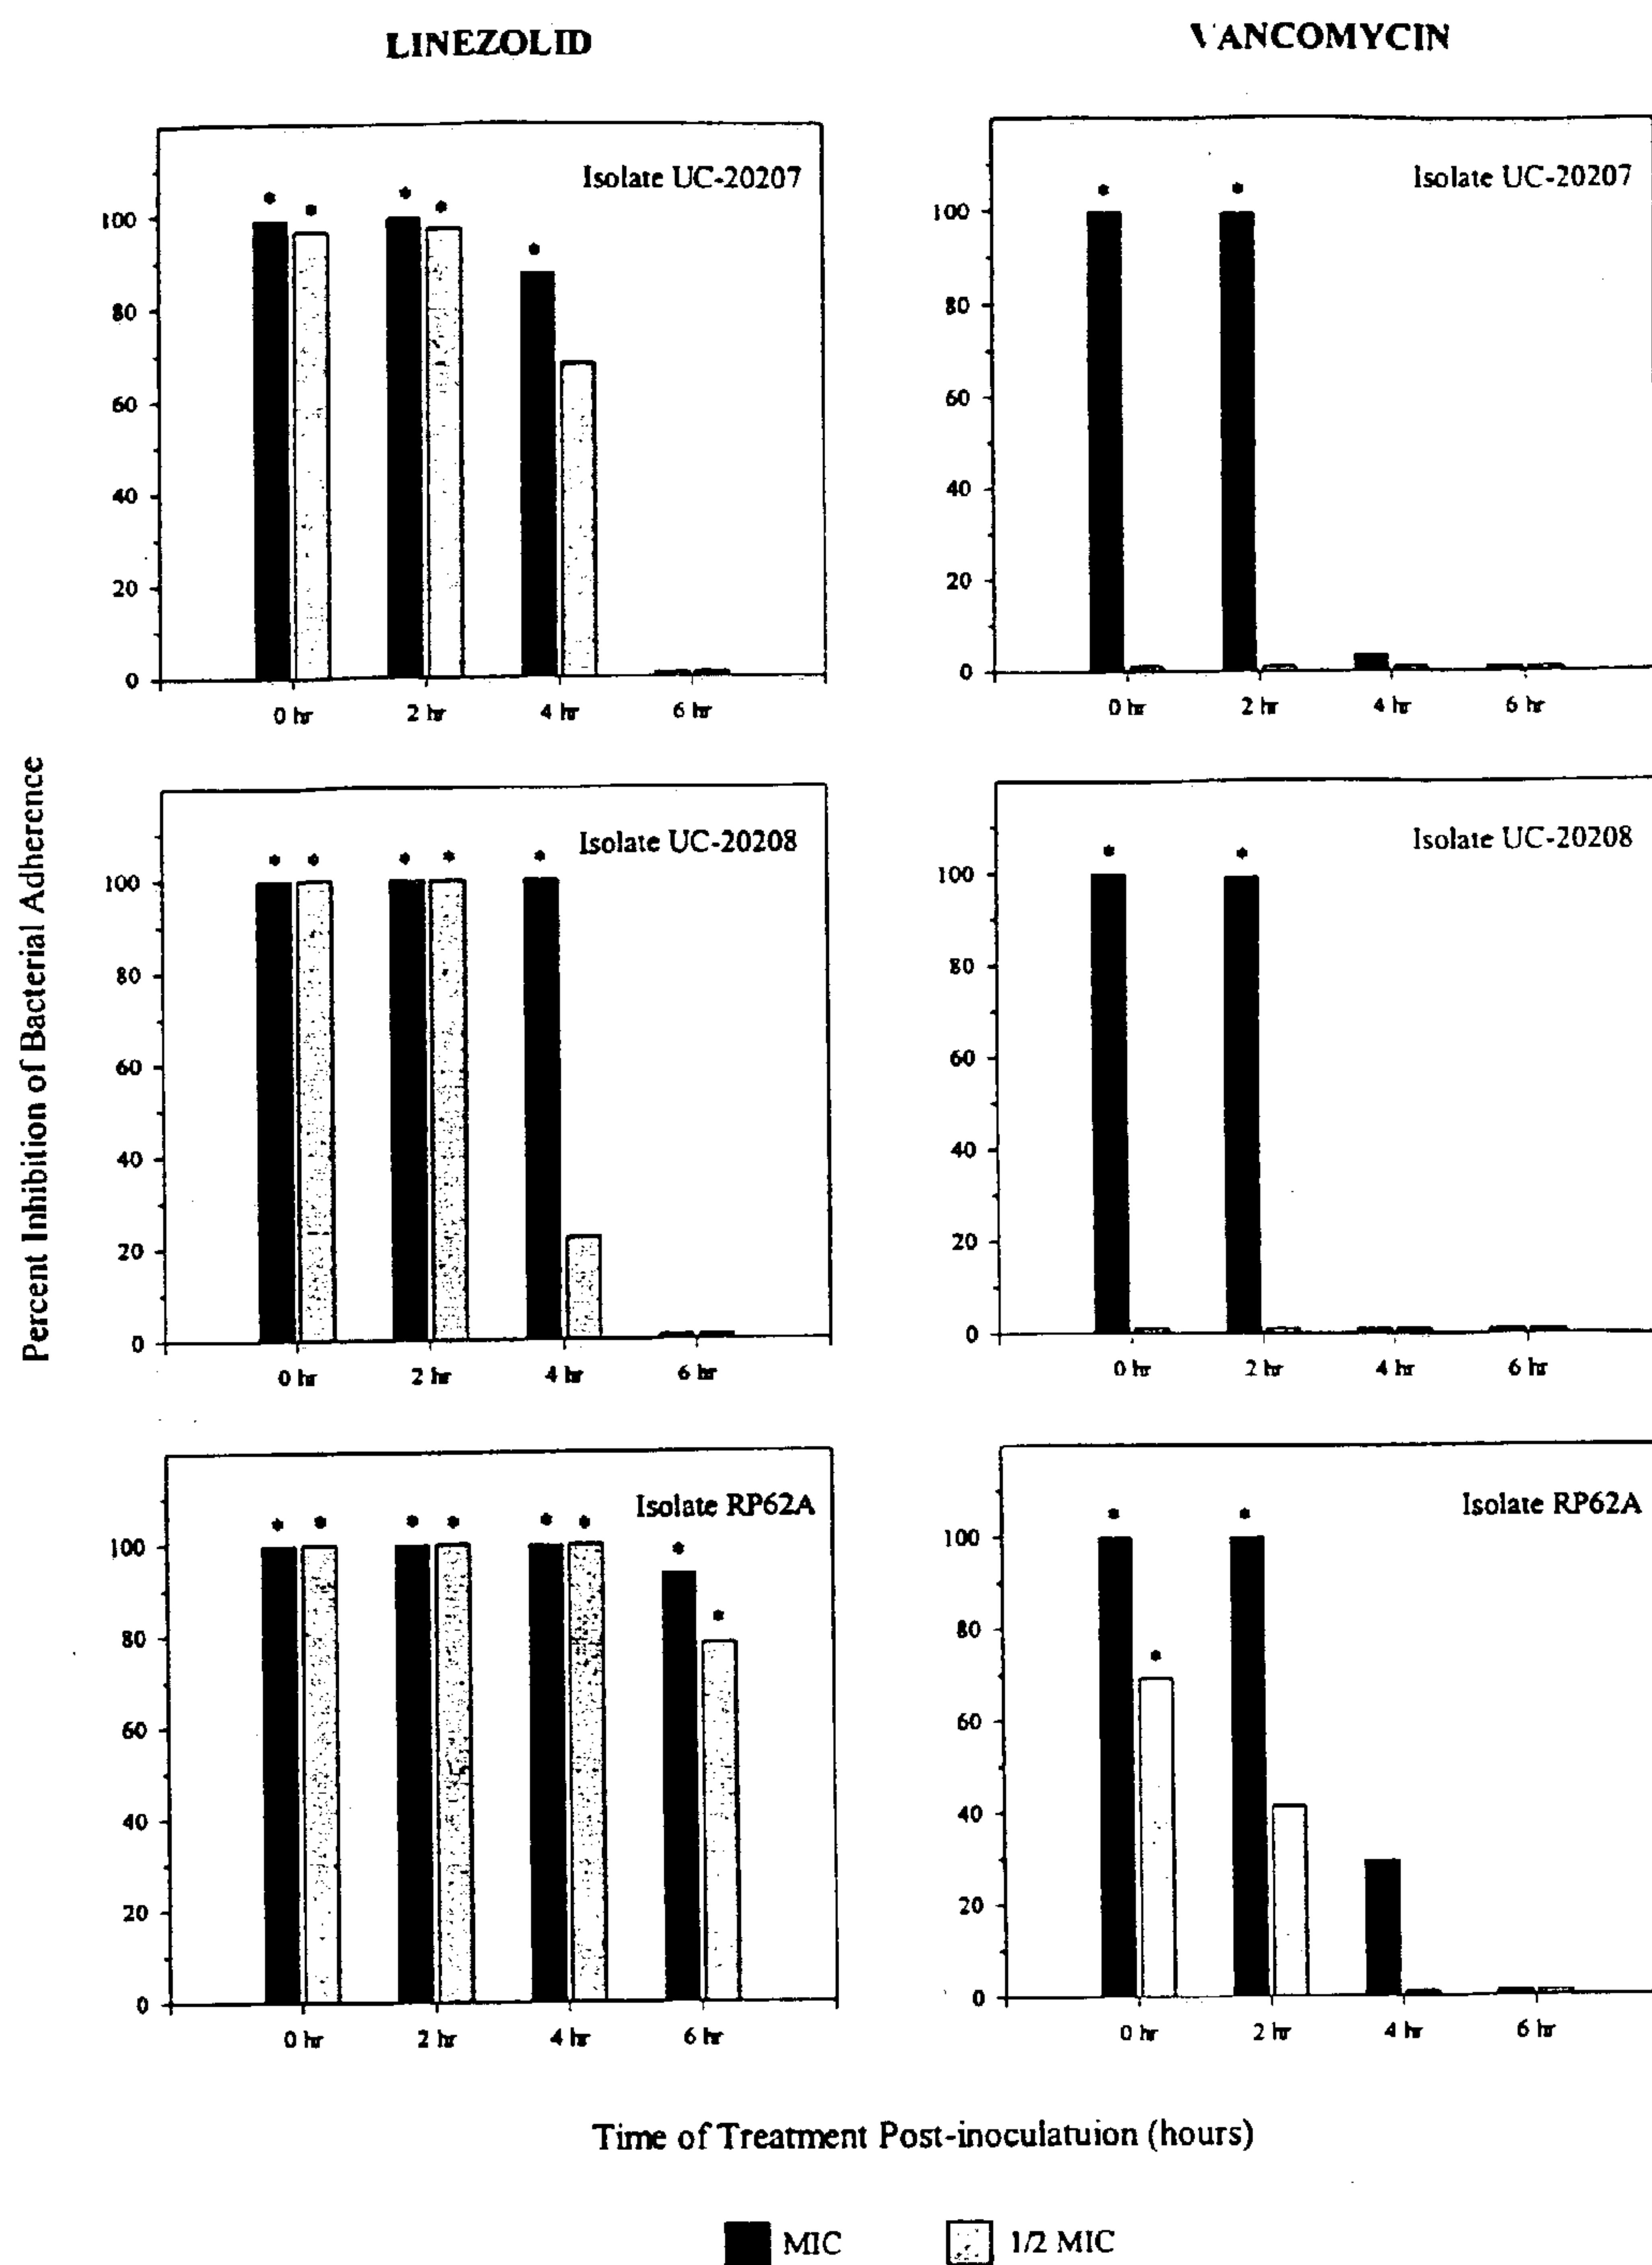 LINEZOLID
VANCOMYCIN
Isolate UC-20207
100
80
60
40
20
0
0 hr 2 hr 4 hr 6 hr
Isolate UC-20207
100
80
60
40
20
0
0 hr 2 hr 4 hr 6 hr
Percent Inhibition of Bacterial Adherence
Isolate UC-20208
100
80
60
40
20
0
0 hr 2 hr 4 hr 6 hr
Isolate UC-20208
100
80
60
40
20
0
0 hr 2 hr 4 hr 6 hr
Isolate RP62A
100
80
60
40
20
0
0 hr 2 hr 4 hr 6 hr
Isolate RP62A
100
80
60
40
20
0
0 hr 2 hr 4 hr 6 hr
Time of Treatment Post-inoculatuion (hours)
MIC
1/2 MIC